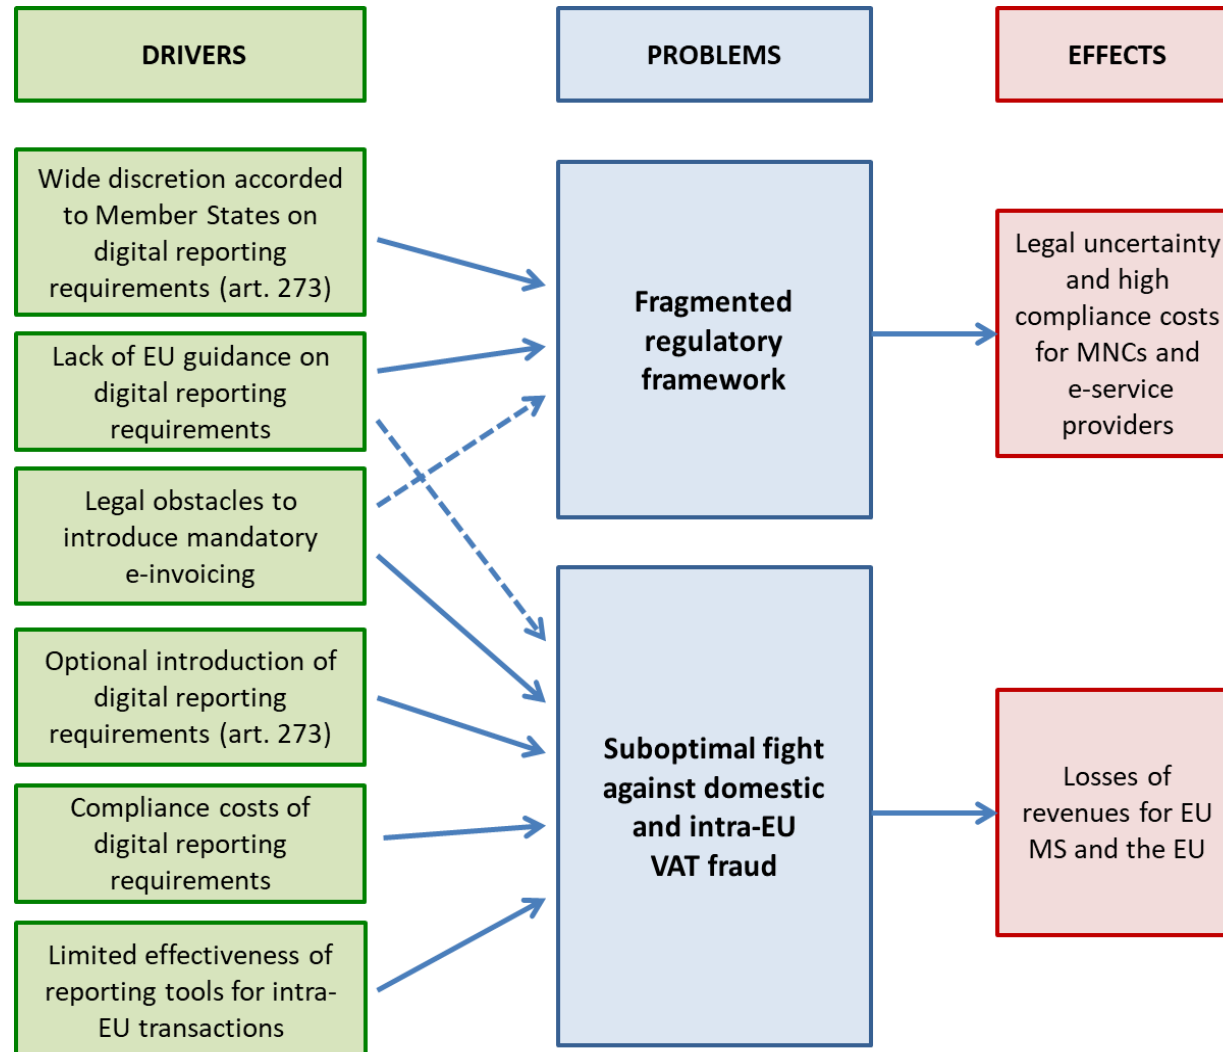 DRIVERS
PROBLEMS
EFFECTS
Wide discretion accorded
to Member States on
digital reporting
requirements (art. 273)
Lack of EU guidance on
digital reporting
requirements
Legal obstacles to
introduce mandatory
e-invoicing
Optional introduction of
digital reporting
requirements (art. 273)
Compliance costs of
digital reporting
requirements
Limited effectiveness of
reporting tools for intra-
EU transactions
Fragmented
regulatory
framework
Suboptimal fight
against domestic
and intra-EU
VAT fraud
Legal uncertainty
and high
compliance costs
for MNCs and
e-service
providers
Losses of
revenues for EU
MS and the EU